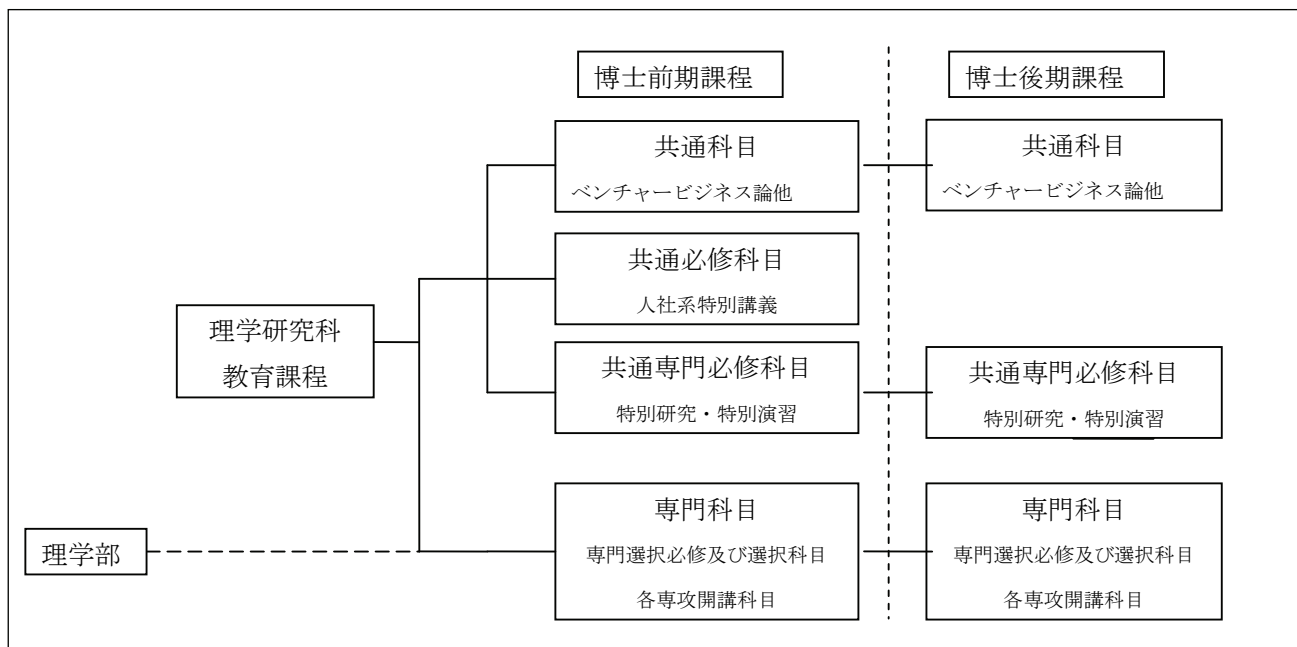 博士前期課程
博士後期課程
共通科目
ベンチャービジネス論他
共通科目
ベンチャービジネス論他
共通必修科目
人社系特別講義
理学研究科
教育課程
共通専門必修科目
特別研究・特別演習
共通専門必修科目
特別研究・特別演習
理学部
専門科目
専門選択必修及び選択科目
各専攻開講科目
専門科目
専門選択必修及び選択科目
各専攻開講科目